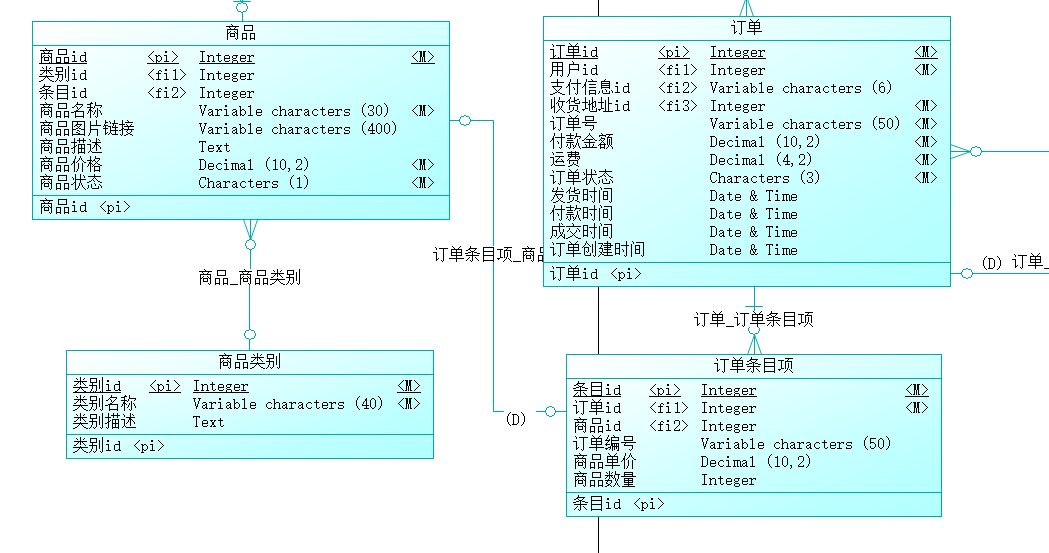 商品
商品id <pi> Integer <M>
类别id <fi1> Integer
条目id <fi2> Integer
商品名称 Variable characters (30) <M>
商品图片链接 Variable characters (400)
商品描述 Text
商品价格 Decimal (10,2) <M>
商品状态 Characters (1) <M>
商品id <pi>
订单
订单id <pi> Integer <M>
用户id <fi1> Integer <M>
支付信息id <fi2> Variable characters (6)
收货地址id <fi3> Integer <M>
订单号 Variable characters (50) <M>
付款金额 Decimal (10,2) <M>
运费 Decimal (4,2) <M>
订单状态 Characters (3) <M>
发货时间 Date & Time
付款时间 Date & Time
成交时间 Date & Time
订单创建时间 Date & Time
订单id <pi>
订单条目项_商品
(D) 订单_
商品_商品类别
订单_订单条目项
商品类别
类别id <pi> Integer <M>
类别名称 Variable characters (40) <M>
类别描述 Text
类别id <pi>
(D)
订单条目项
条目id <pi> Integer <M>
订单id <fi1> Integer <M>
商品id <fi2> Integer
订单编号 Variable characters (50)
商品单价 Decimal (10,2)
商品数量 Integer
条目id <pi>